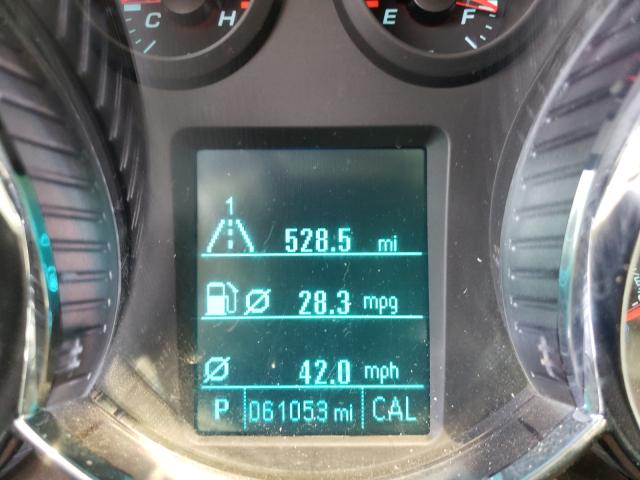 C H E F
1
528.5 mi
28.3 mpg
42.0 mph
P 061053 mi CAL